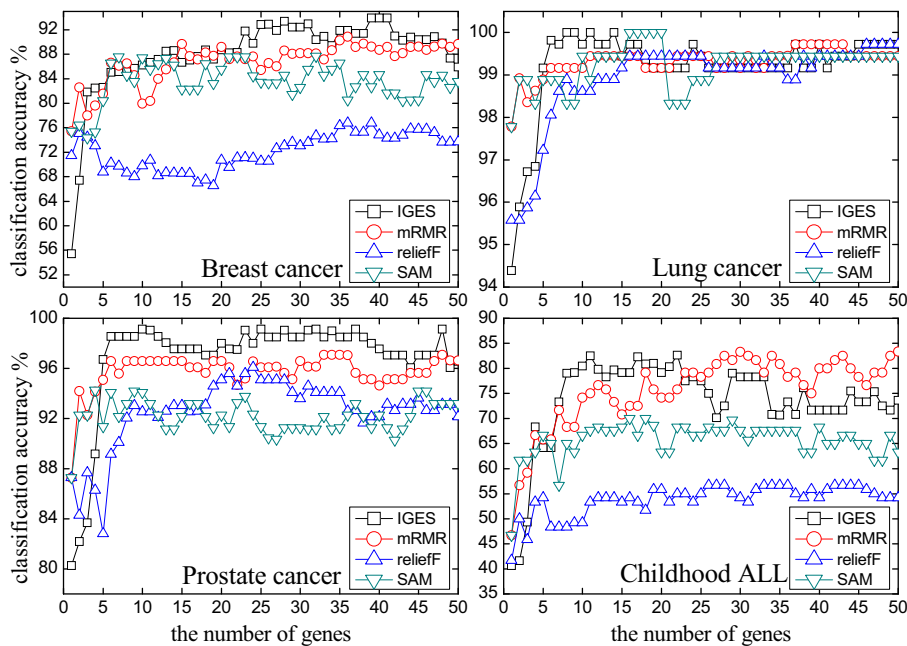 classification accuracy %
92
88
84
80
76
72
68
64
60
56
52
IGES
mRMR
reliefF
SAM
Breast cancer
0 5 10 15 20 25 30 35 40 45 50
100
99
98
97
96
95
94
IGES
mRMR
reliefF
SAM
Lung cancer
0 5 10 15 20 25 30 35 40 45 50
classification accuracy %
100
96
92
88
84
80
IGES
mRMR
reliefF
SAM
Prostate cancer
0 5 10 15 20 25 30 35 40 45 50
the number of genes
90
85
80
75
70
65
60
55
50
45
40
35
IGES
mRMR
reliefF
SAM
Childhood ALL
0 5 10 15 20 25 30 35 40 45 50
the number of genes